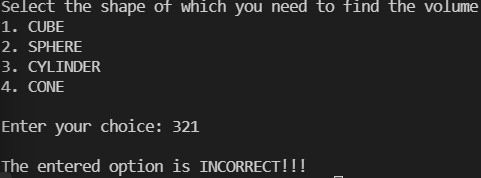 Select the shape of which you need to find the volume
1. CUBE
2. SPHERE
3. CYLINDER
4. CONE
Enter your choice: 321
The entered option is INCORRECT!!!